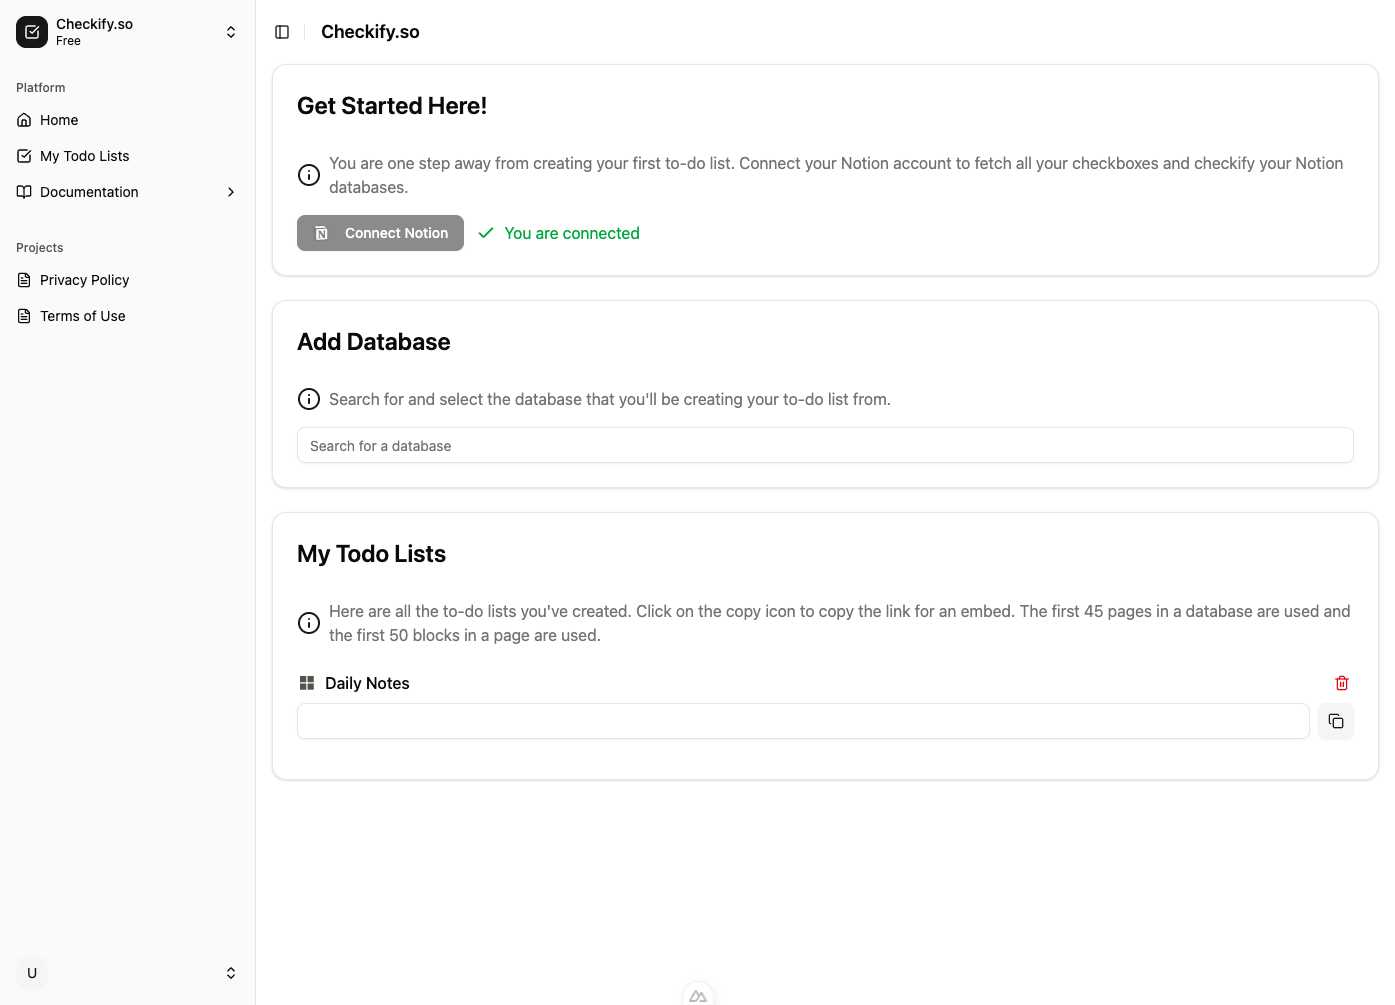 Checkify.so
Free
Platform
Home
My Todo Lists
Documentation
Projects
Privacy Policy
Terms of Use
U
Checkify.so
Get Started Here!
You are one step away from creating your first to-do list. Connect your Notion account to fetch all your checkboxes and checkify your Notion
databases.
Connect Notion
You are connected
Add Database
Search for and select the database that you'll be creating your to-do list from.
Search for a database
My Todo Lists
Here are all the to-do lists you've created. Click on the copy icon to copy the link for an embed. The first 45 pages in a database are used and
the first 50 blocks in a page are used.
Daily Notes